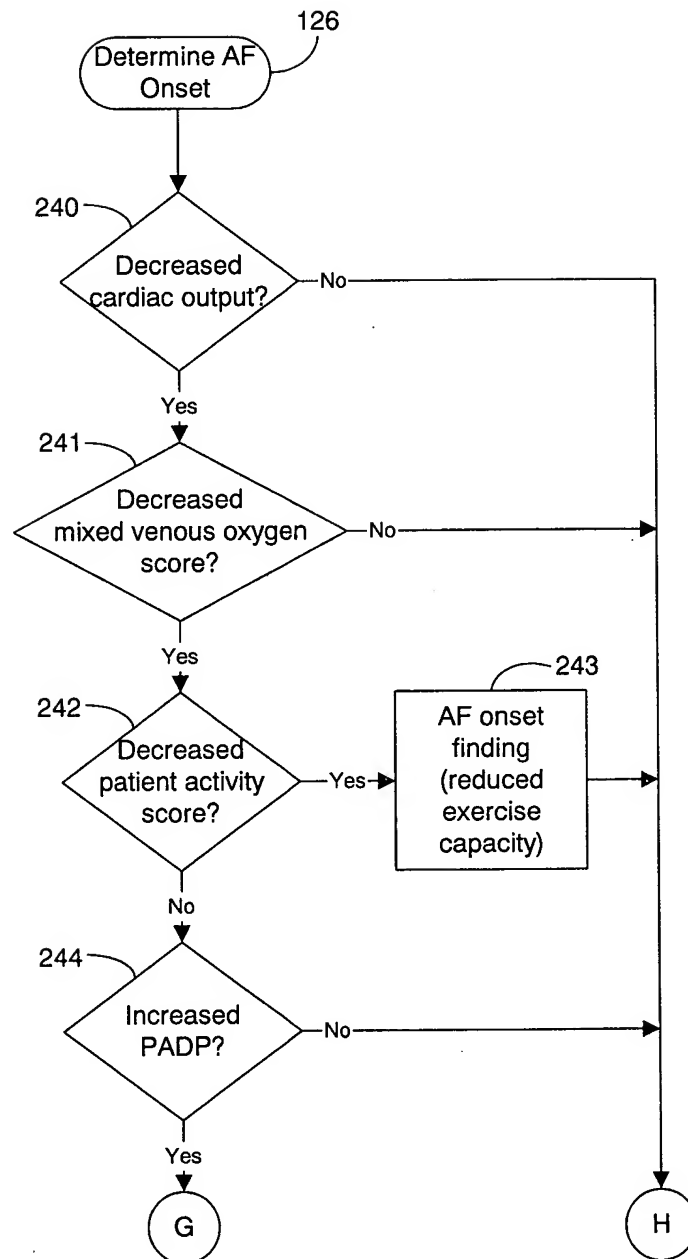 126
Determine AF
Onset
240
Decreased
cardiac output?
No
Yes
241
Decreased
mixed venous oxygen
score?
No
Yes
242
Decreased
patient activity
score?
Yes
243
AF onset
finding
(reduced
exercise
capacity)
No
244
Increased
PADP?
No
Yes
G
H